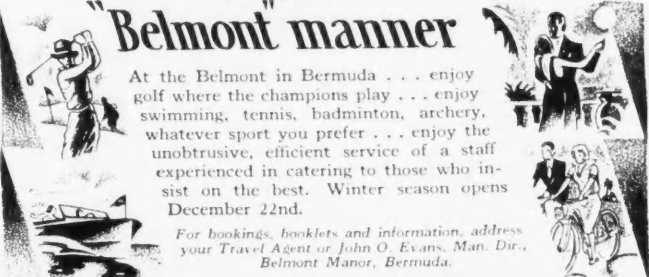 "Belmont" manner
At the Belmont in Bermuda . . . enjoy
golf where the champions play . . . enjoy
swimming, tennis, badminton, archery,
whatever sport you prefer . . . enjoy the
unobtrusive, efficient service of a staff
experienced in catering to those who in-
sist on the best. Winter season opens
December 22nd.
For bookings, booklets and information, address
your Travel Agent or John O. Evans, Man. Dir.,
Belmont Manor, Bermuda.